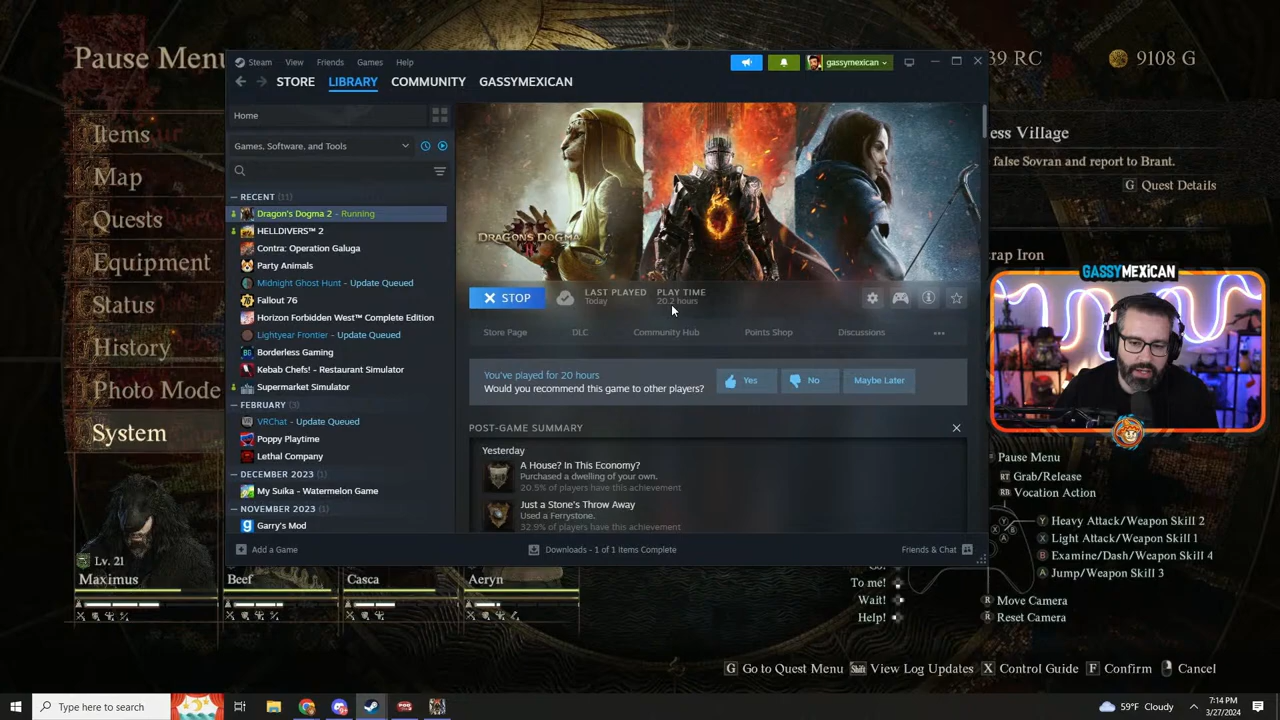 Pause Menu
39 RC
9108 G
Items
Map
Quests
Equipment
Status
History
Photo Mode
System
Steam View Friends Games Help
gassymexican
STORE LIBRARY COMMUNITY GASSYMEXICAN
Home
Games, Software, and Tools
RECENT (11)
Dragon's Dogma 2 - Running
HELLDIVERS™ 2
Contra: Operation Galuga
Party Animals
Midnight Ghost Hunt - Update Queued
Fallout 76
Horizon Forbidden West™ Complete Edition
Lightyear Frontier - Update Queued
Borderless Gaming
Kebab Chefs! - Restaurant Simulator
Supermarket Simulator
FEBRUARY (3)
VRChat - Update Queued
Poppy Playtime
Lethal Company
DECEMBER 2023 (1)
My Suika - Watermelon Game
NOVEMBER 2023 (1)
Garry's Mod
Add a Game
DRAGONS DOGMA
II
STOP
LAST PLAYED
Today
PLAY TIME
20.2 hours
Store Page DLC Community Hub Points Shop Discussions
You've played for 20 hours
Would you recommend this game to other players?
Yes
No
Maybe Later
POST-GAME SUMMARY
Yesterday
A House? In This Economy?
Purchased a dwelling of your own.
20.5% of players have this achievement
Just a Stone's Throw Away
Used a Ferrystone.
32.9% of players have this achievement
Downloads - 1 of 1 Items Complete
Friends & Chat
ess Village
false Sovran and report to Brant.
G Quest Details
rap Iron
GASSYMEXICAN
Pause Menu
RT Grab/Release
RB Vocation Action
Y Heavy Attack/Weapon Skill 2
X Light Attack/Weapon Skill 1
B Examine/Dash/Weapon Skill 4
A Jump/Weapon Skill 3
Go!
To me!
Wait!
Help!
R Move Camera
R Reset Camera
Lv. 21
Maximus
Beef
Casca
Aeryn
G Go to Quest Menu Shift View Log Updates X Control Guide F Confirm Cancel
Type here to search
59°F Cloudy
7:14 PM
3/27/2024